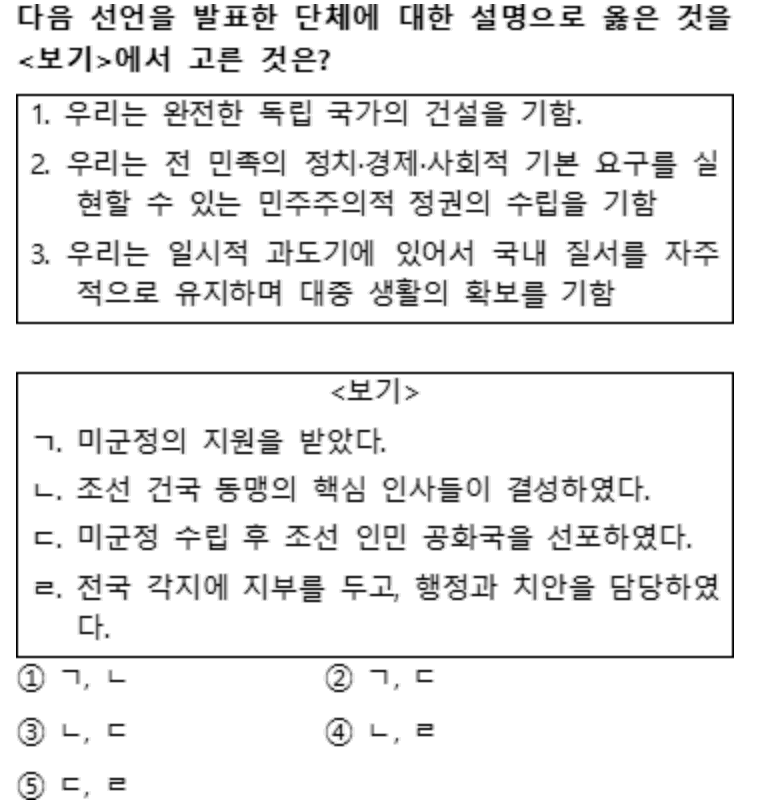 다음 선언을 발표한 단체에 대한 설명으로 옳은 것을
<보기>에서 고른 것은?
1. 우리는 완전한 독립 국가의 건설을 기함.
2. 우리는 전 민족의 정치·경제·사회적 기본 요구를 실
현할 수 있는 민주주의적 정권의 수립을 기함
3. 우리는 일시적 과도기에 있어서 국내 질서를 자주
적으로 유지하며 대중 생활의 확보를 기함
<보기>
ㄱ. 미군정의 지원을 받았다.
ㄴ. 조선 건국 동맹의 핵심 인사들이 결성하였다.
ㄷ. 미군정 수립 후 조선 인민 공화국을 선포하였다.
ㄹ. 전국 각지에 지부를 두고, 행정과 치안을 담당하였
다.
① ㄱ, ㄴ ② ㄱ, ㄷ
③ ㄴ, ㄷ ④ ㄴ, ㄹ
⑤ ㄷ, ㄹ